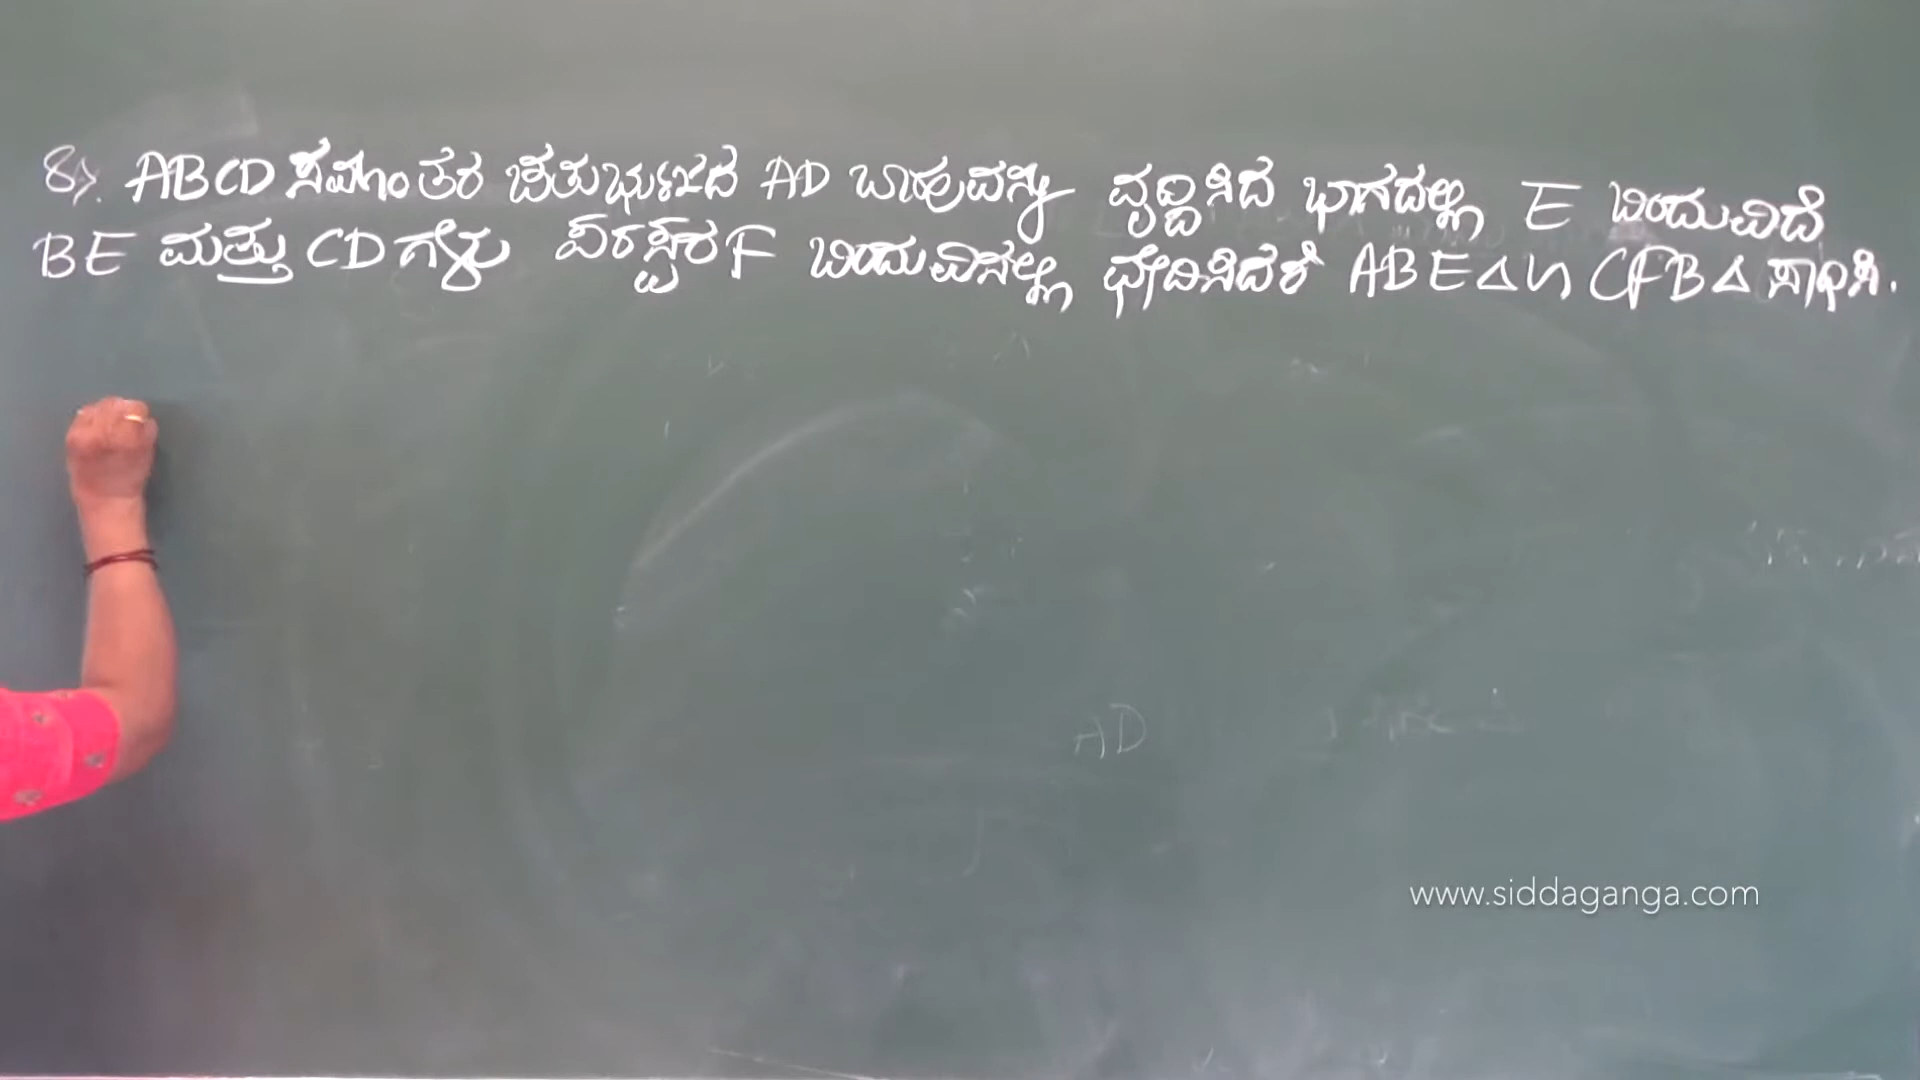 8). ABCD ಸಮಾಂತರ ಚತುರ್ಭುಜದ AD ಬಾಹುವನ್ನು ವೃದ್ಧಿಸಿದ ಭಾಗದಲ್ಲಿ E ಬಿಂದುವಿದೆ
BE ಮತ್ತು CD ಗಳು ಪರಸ್ಪರ F ಬಿಂದುವಿನಲ್ಲಿ ಛೇದಿಸಿದರೆ ABE△ ∽ CFB△ ಸಾಧಿಸಿ.
AD
www.siddaganga.com